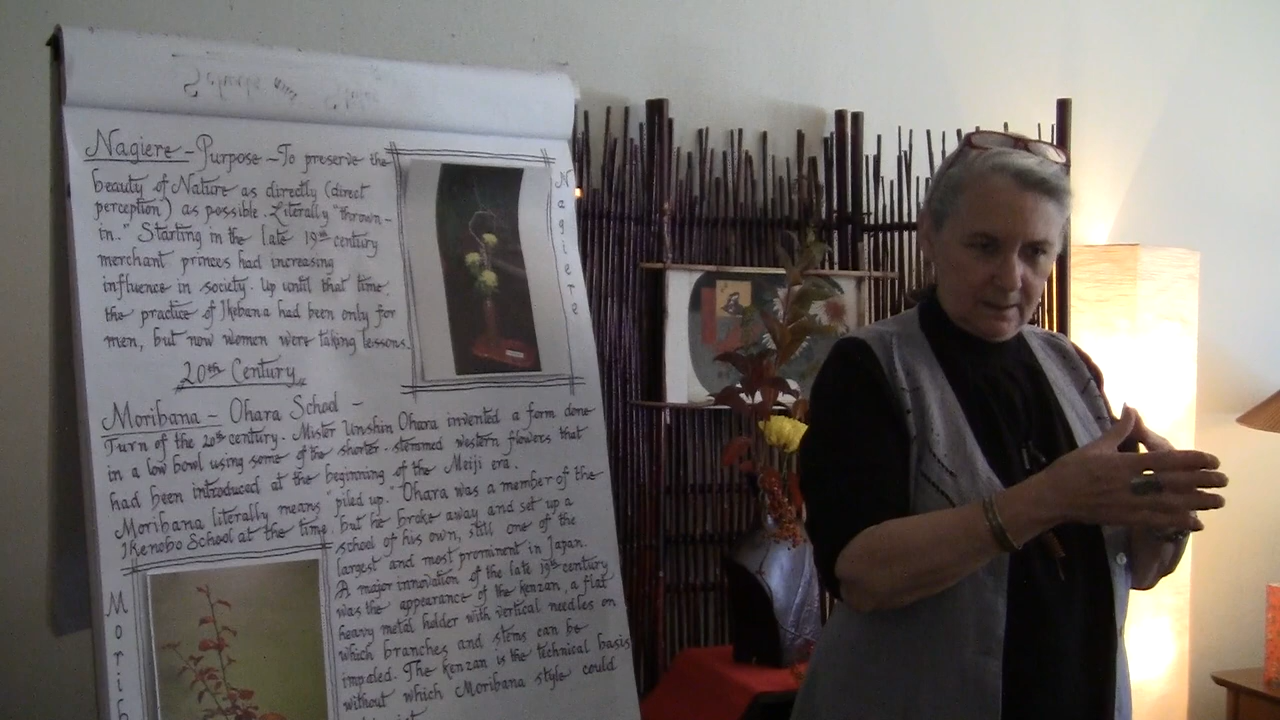 Nagiere - Purpose - To preserve the
beauty of Nature as directly (direct
perception) as possible. Literally "thrown-
in." Starting in the late 19th century
merchant princes had increasing
influence in society. Up until that time
the practice of Ikebana had been only for
men, but now women were taking lessons.
Nagiere
20th Century
Moribana - Ohara School -
Turn of the 20th century - Mister Unshin Ohara invented a form done
in a low bowl using some of the shorter-stemmed western flowers that
had been introduced at the beginning of the Meiji era.
Moribana literally means "piled up." Ohara was a member of the
Ikenobo School at the time, but he broke away and set up a
school of his own, still one of the
largest and most prominent in Japan.
A major innovation of the late 19th century
was the appearance of the kenzan, a flat
heavy metal holder with vertical needles on
which branches and stems can be
impaled. The kenzan is the technical basis
without which Moribana style could
Morib